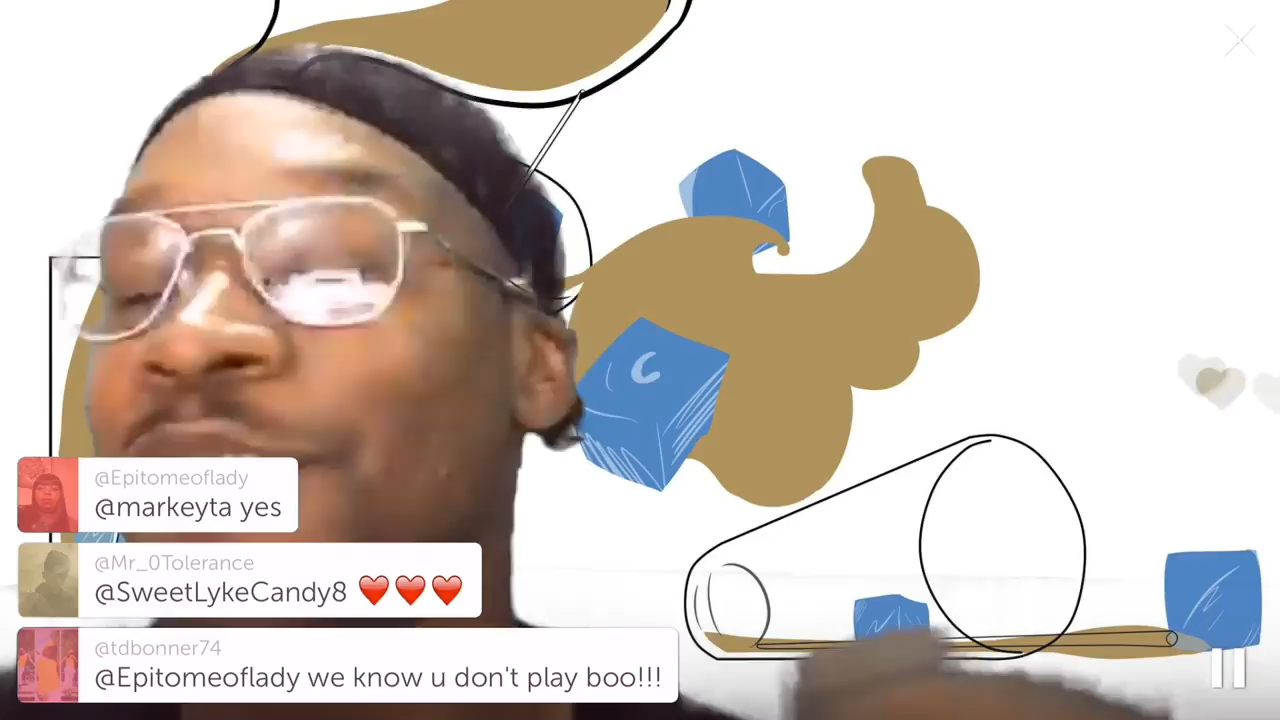 @Epitomeoflady
@markeyta yes
@Mr_0Tolerance
@SweetLykeCandy8 ❤️❤️❤️
@tdbonner74
@Epitomeoflady we know u don't play boo!!!